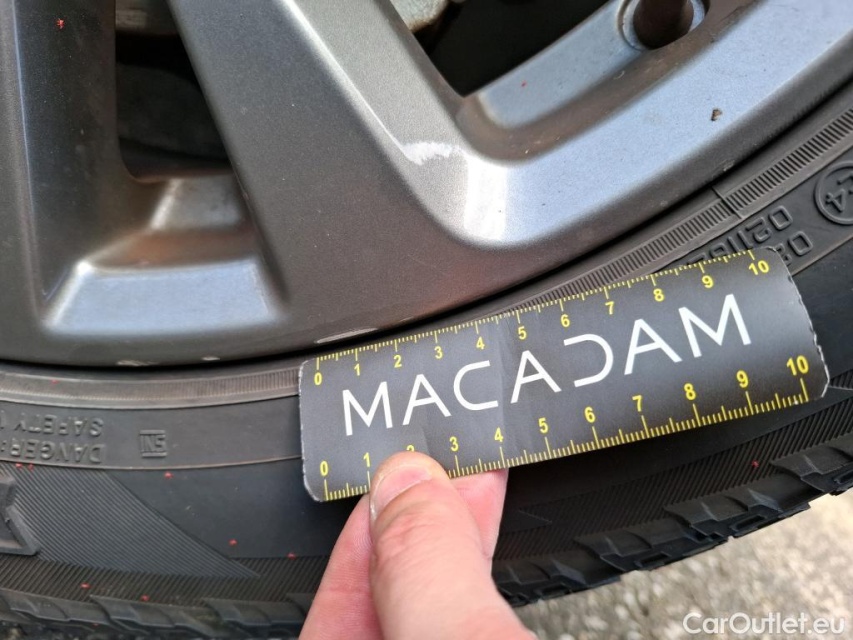 0 1 2 3 4 5 6 7 8 9 10
MACADAM
0 1 2 3 4 5 6 7 8 9 10
DANGER
SAFETY
CarOutlet.eu